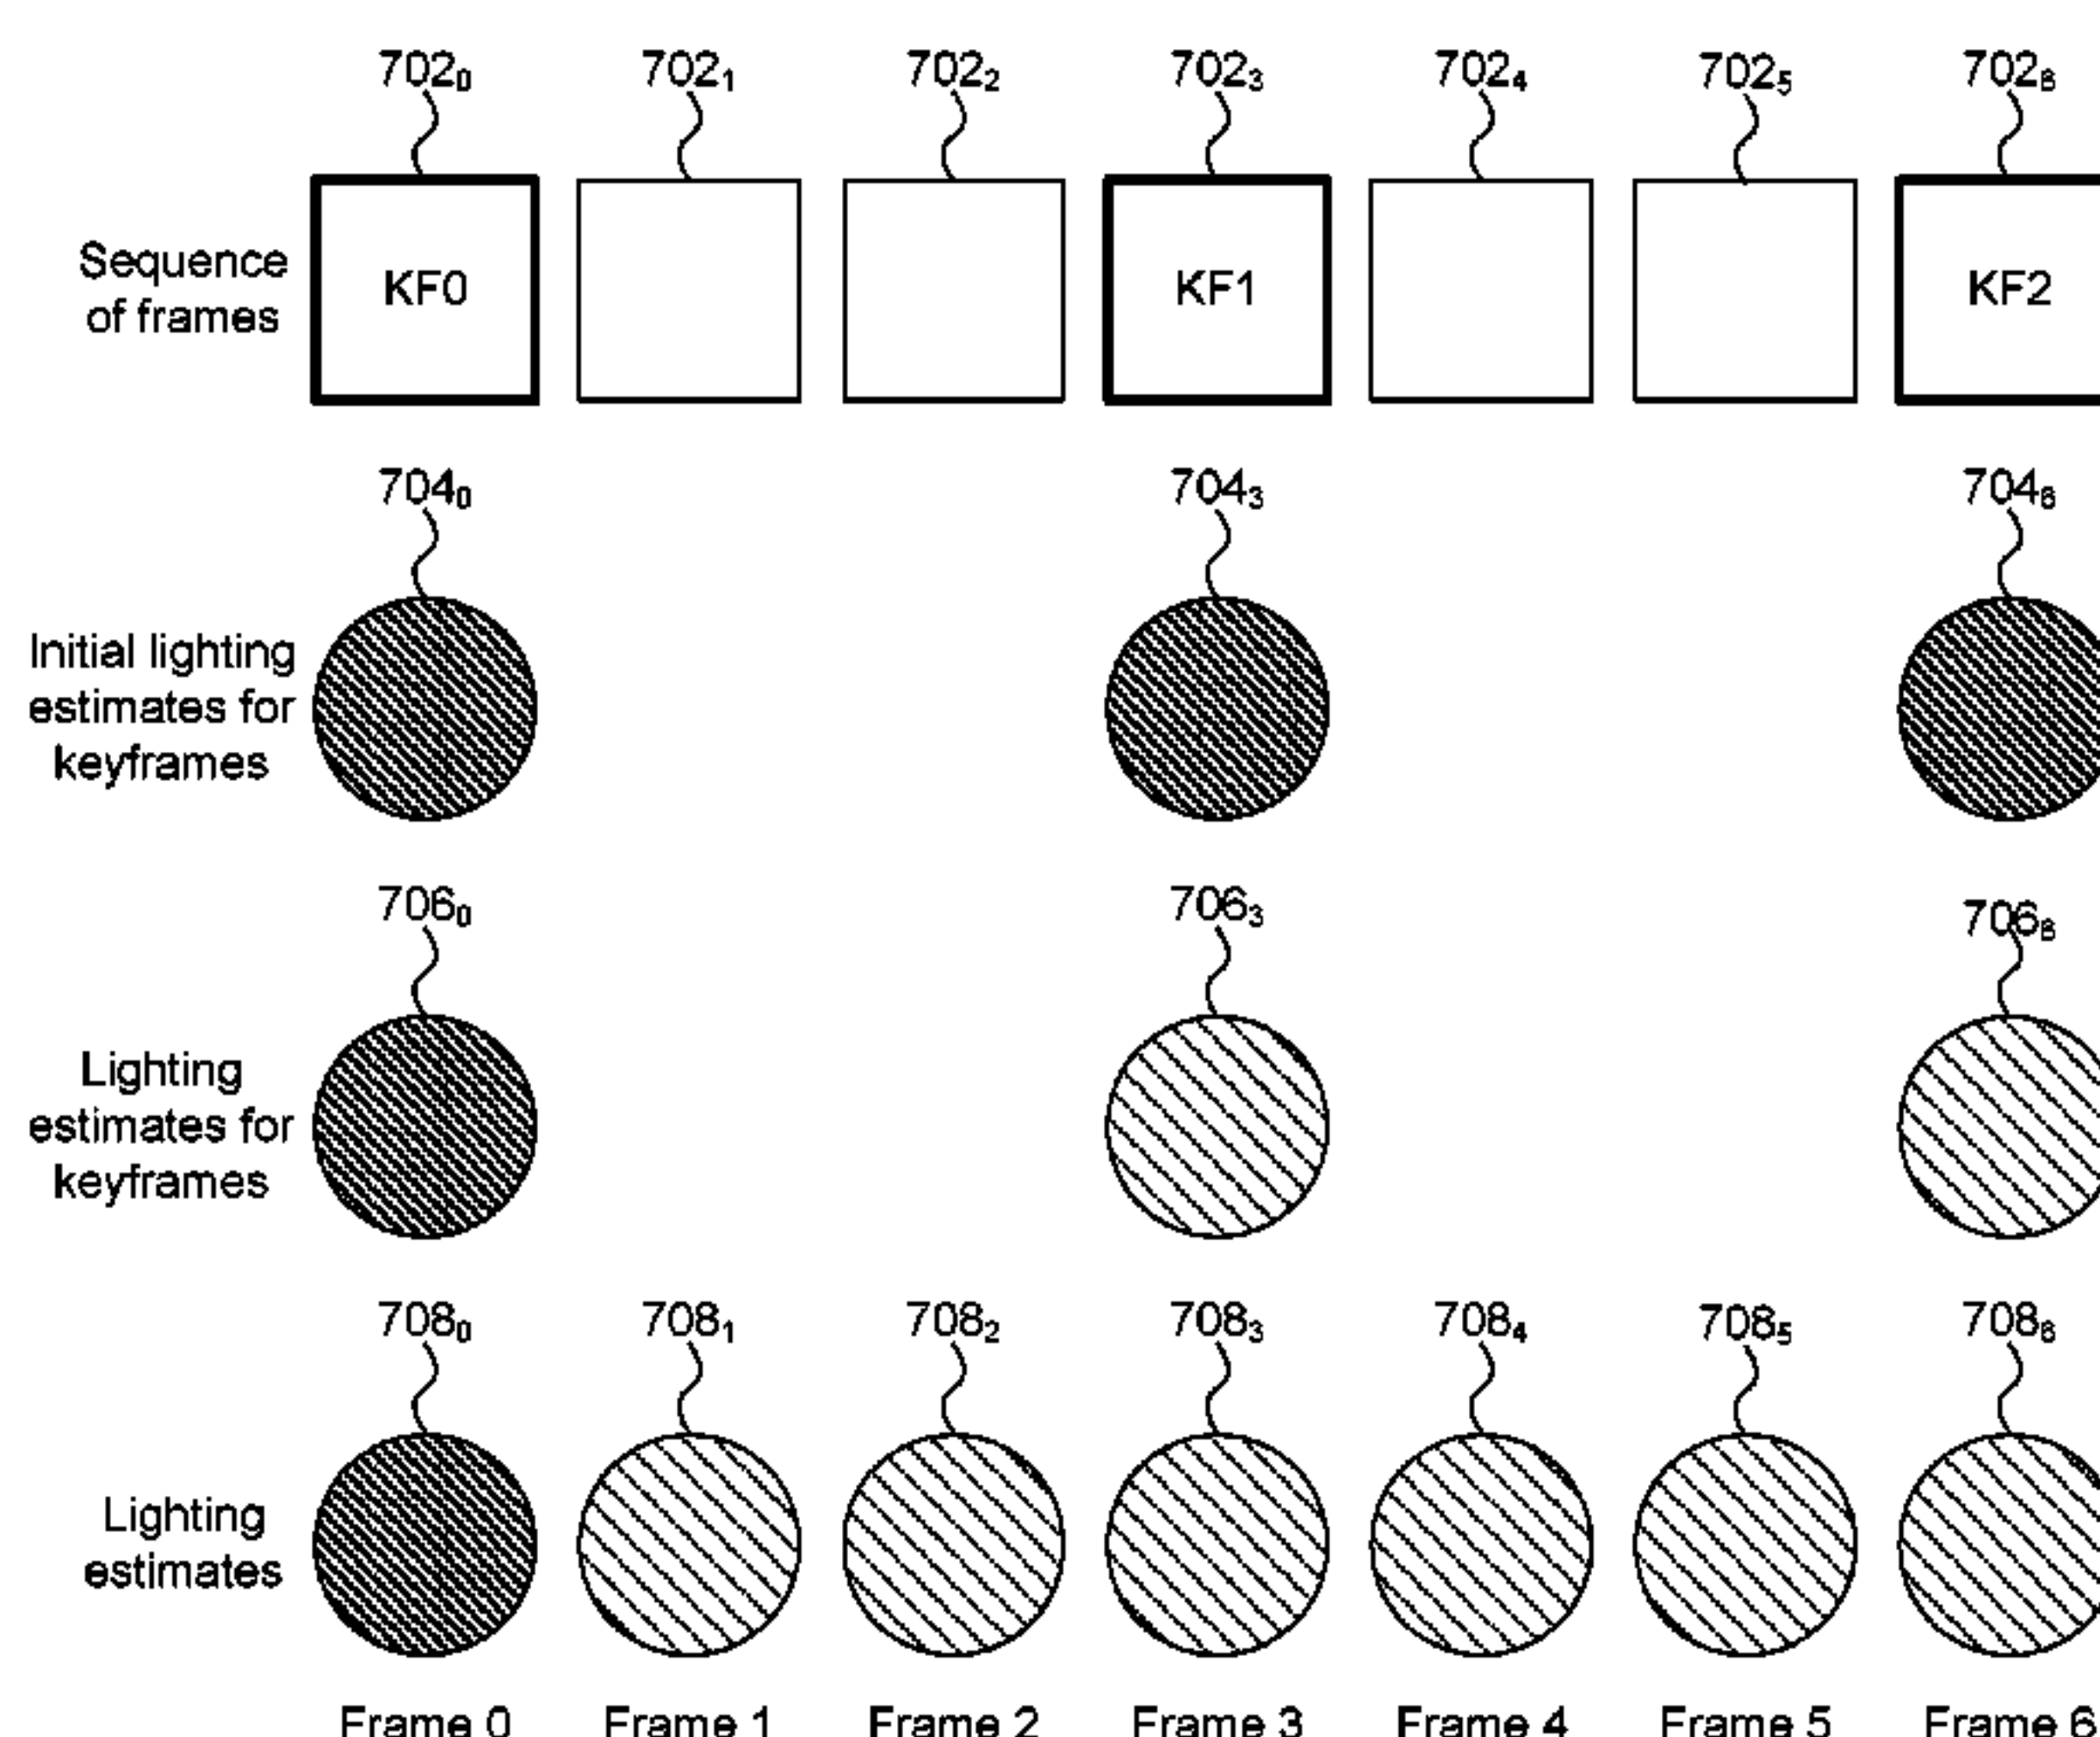 702₀ 702₁ 702₂ 702₃ 702₄ 702₅ 702₆
Sequence
of frames
KF0 KF1 KF2
704₀ 704₃ 704₆
Initial lighting
estimates for
keyframes
706₀ 706₃ 706₆
Lighting
estimates for
keyframes
708₀ 708₁ 708₂ 708₃ 708₄ 708₅ 708₆
Lighting
estimates
Frame 0 Frame 1 Frame 2 Frame 3 Frame 4 Frame 5 Frame 6